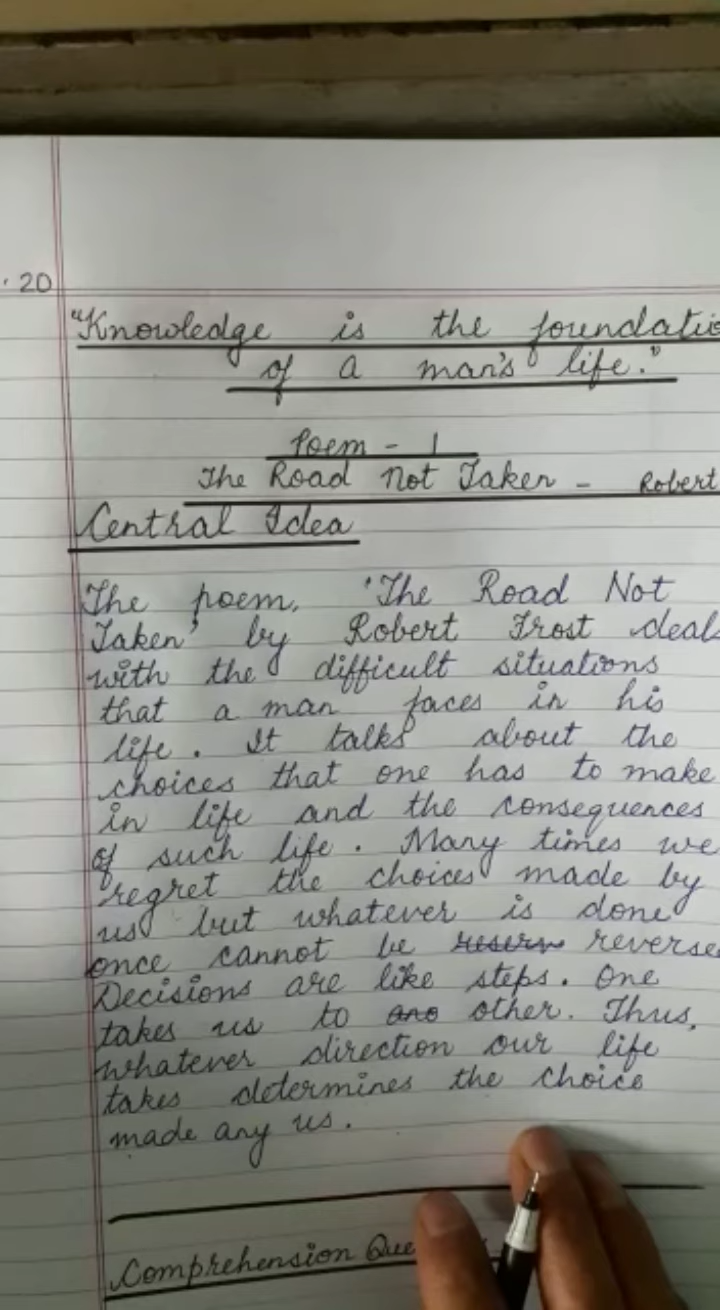 . 20
"Knowledge is the foundatio
of a man's life."
Poem - 1
The Road Not Taken - Robert
Central Idea
The poem, 'The Road Not
Taken' by Robert Frost deals
with the difficult situations
that a man faces in his
life. It talks about the
choices that one has to make
in life and the consequences
of such life. Many times we
regret the choices made by
us but whatever is done
once cannot be reverse
Decisions are like steps. One
takes us to other. Thus,
whatever direction our life
takes determines the choice
made any us.
Comprehension Que